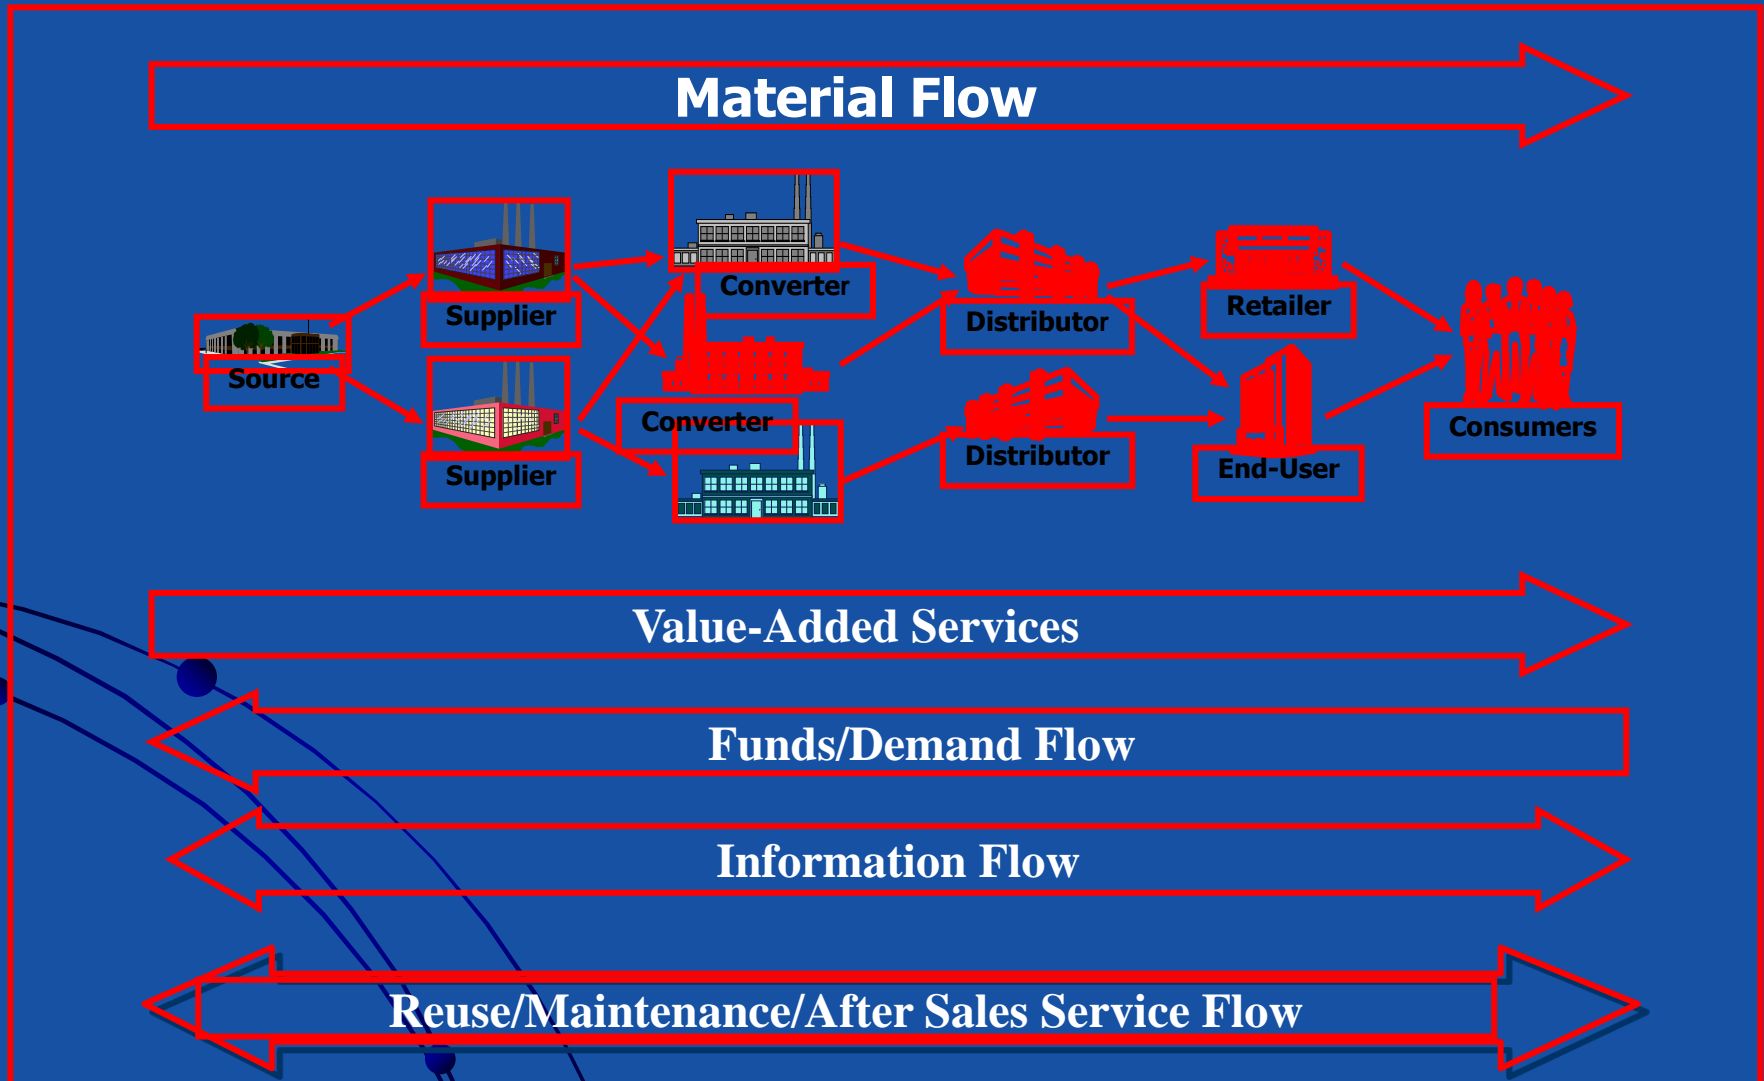 Material Flow
Converter
Supplier
Distributor
Retailer
Source
Converter
Consumers
Supplier
Distributor
End-User
Value-Added Services
Funds/Demand Flow
Information Flow
Reuse/Maintenance/After Sales Service Flow